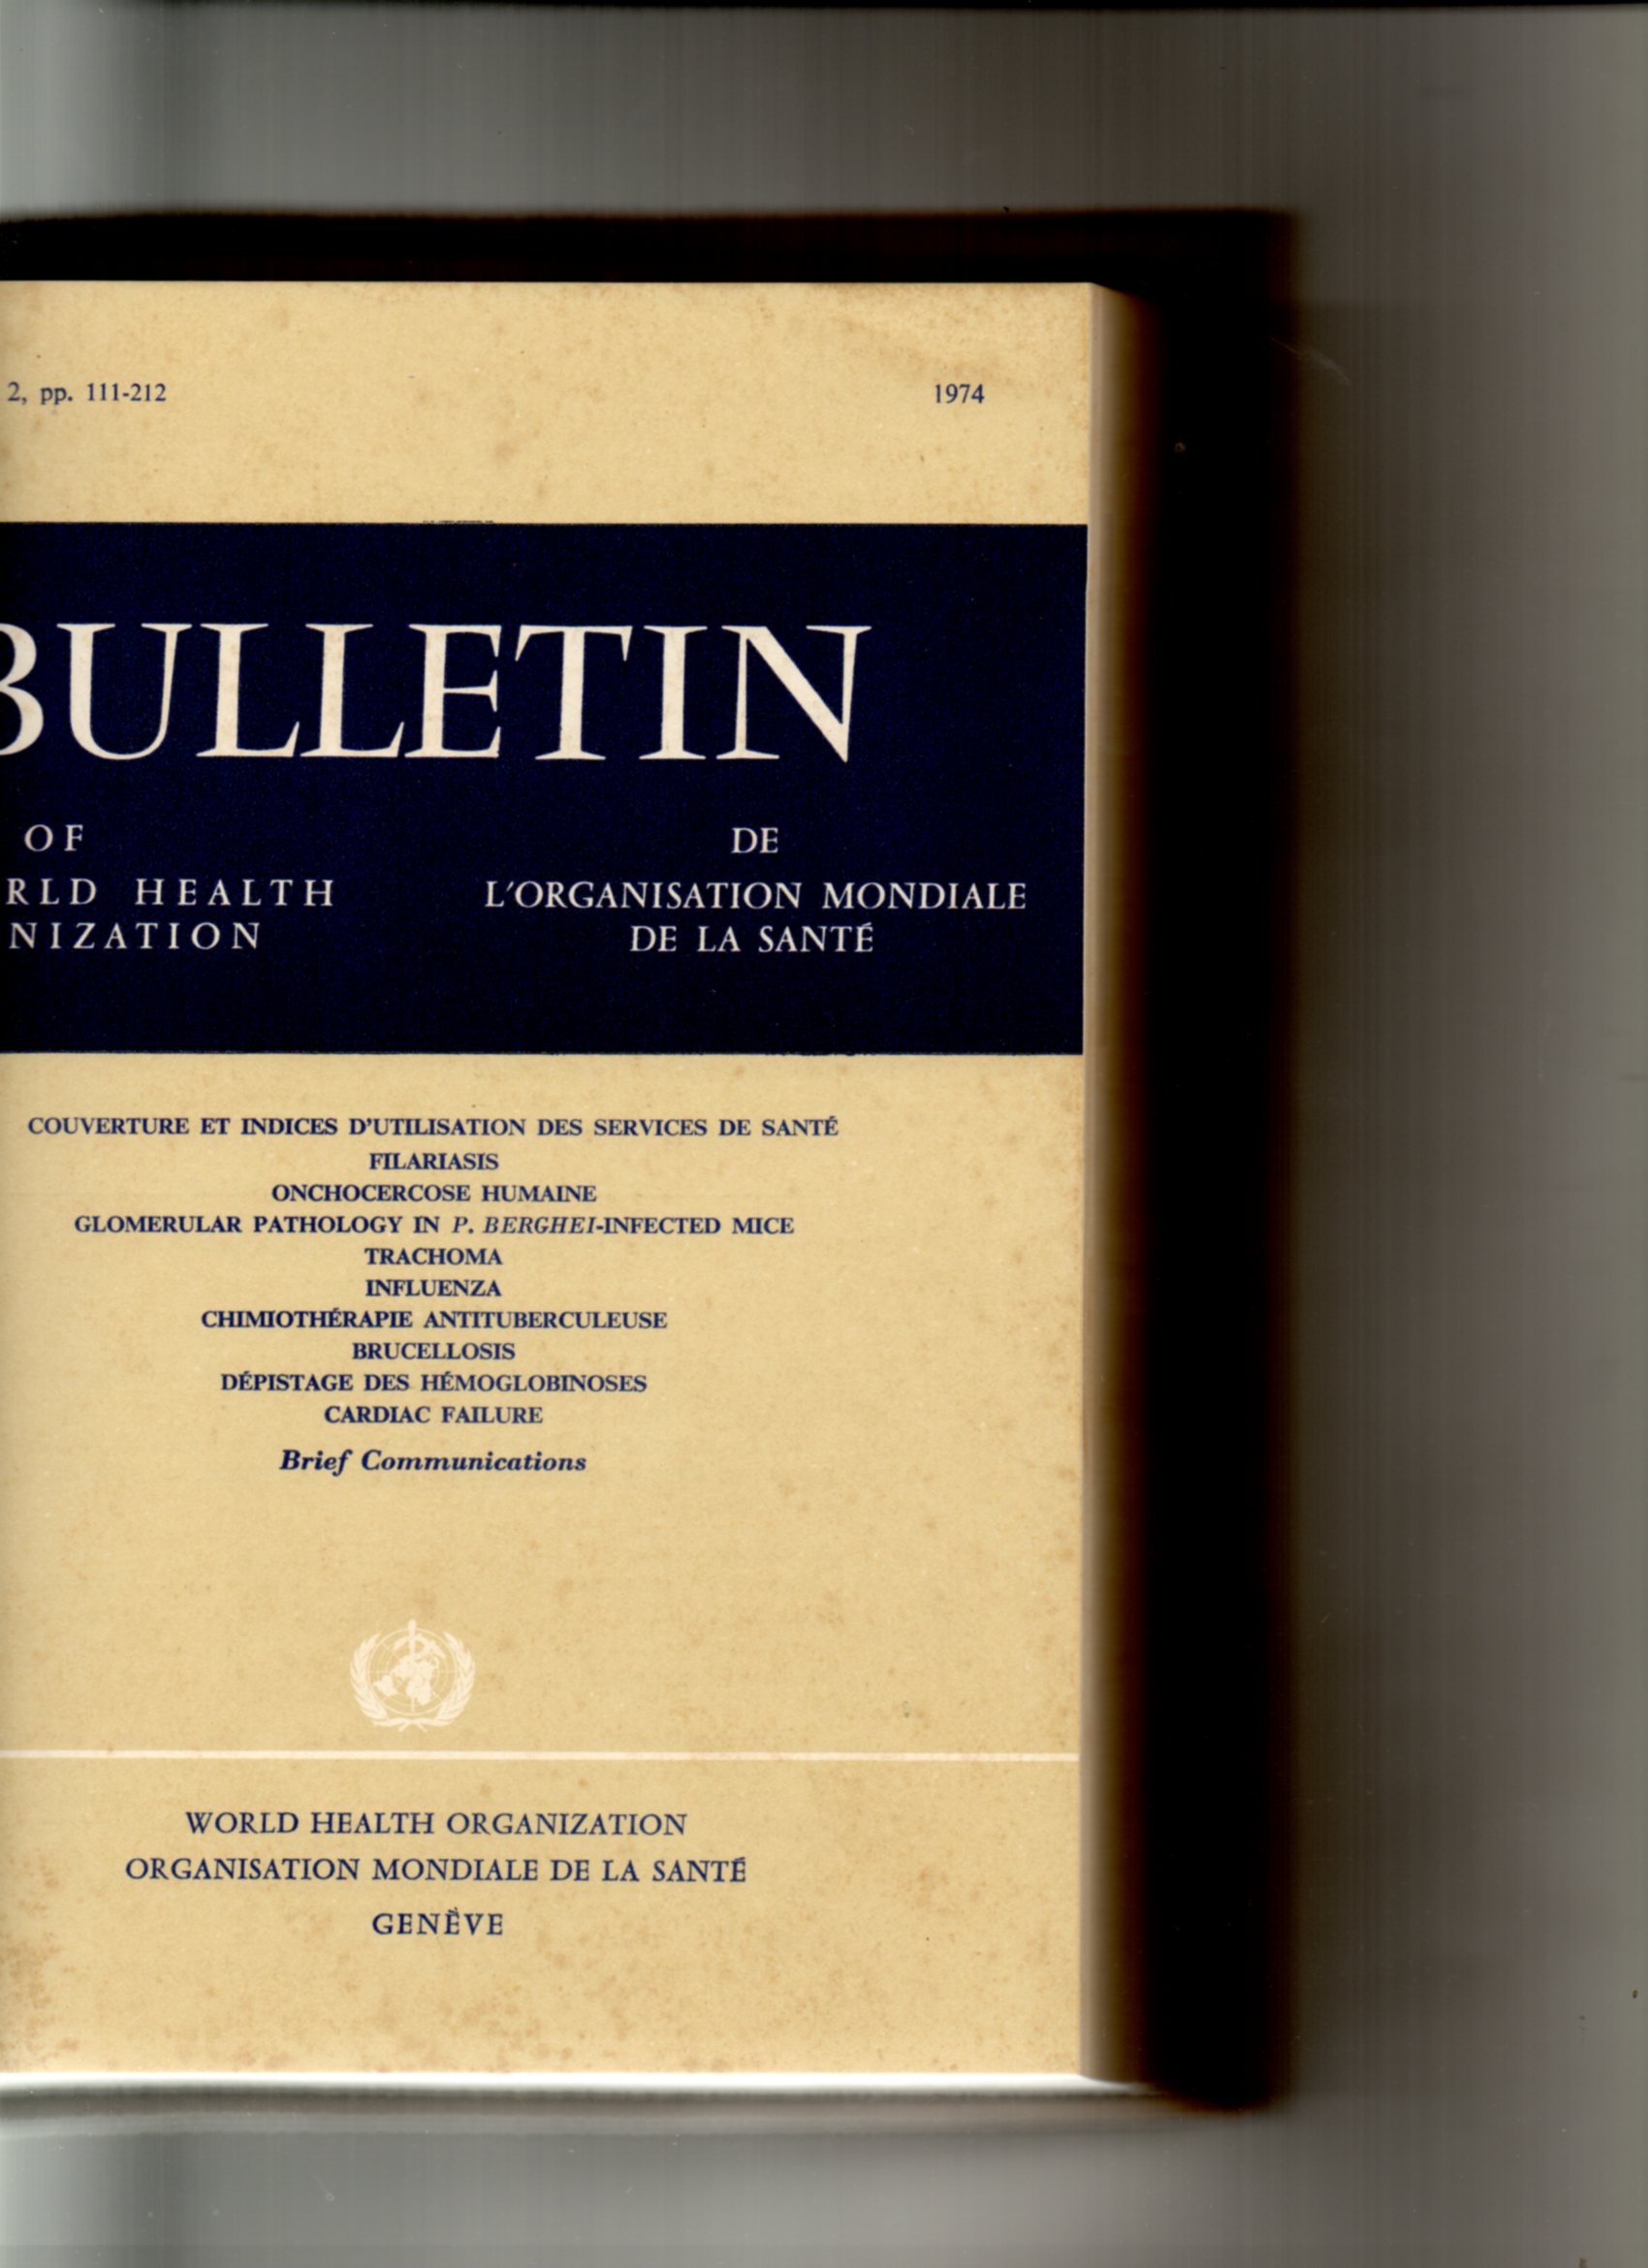 2, pp. 111-212 1974
BULLETIN
OF
RLD HEALTH
NIZATION
DE
L'ORGANISATION MONDIALE
DE LA SANTÉ
COUVERTURE ET INDICES D'UTILISATION DES SERVICES DE SANTÉ
FILARIASIS
ONCHOCERCOSE HUMAINE
GLOMERULAR PATHOLOGY IN P. BERGHEI-INFECTED MICE
TRACHOMA
INFLUENZA
CHIMIOTHÉRAPIE ANTITUBERCULEUSE
BRUCELLOSIS
DÉPISTAGE DES HÉMOGLOBINOSES
CARDIAC FAILURE
Brief Communications
WORLD HEALTH ORGANIZATION
ORGANISATION MONDIALE DE LA SANTÉ
GENÈVE